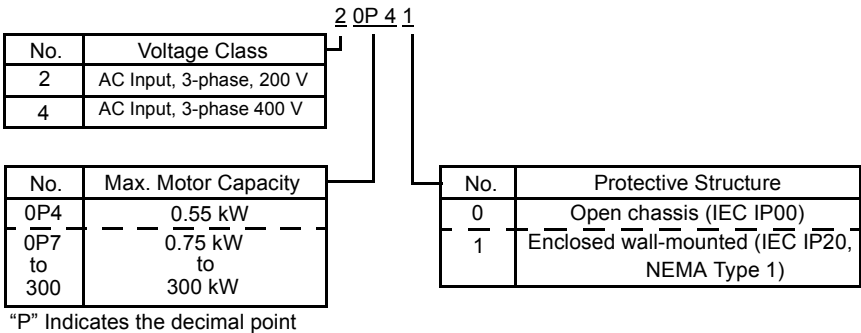 2 0P 4 1
No. Voltage Class
2 AC Input, 3-phase, 200 V
4 AC Input, 3-phase 400 V
No. Max. Motor Capacity
0P4 0.55 kW
0P7 0.75 kW
to to
300 300 kW
“P” Indicates the decimal point
No. Protective Structure
0 Open chassis (IEC IP00)
1 Enclosed wall-mounted (IEC IP20,
NEMA Type 1)